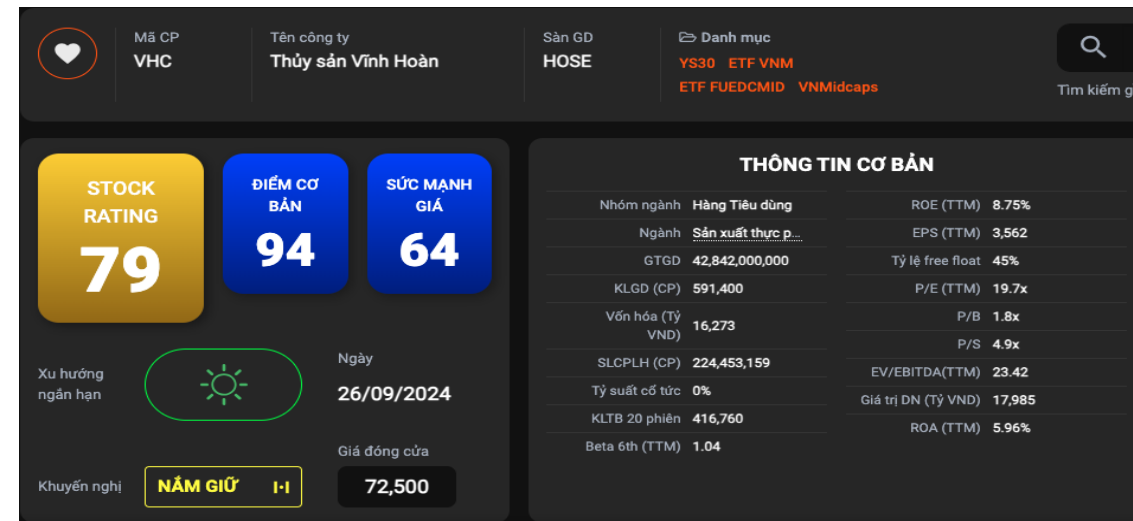 Mã CP
VHC
Tên công ty
Thủy sản Vĩnh Hoàn
Sàn GD
HOSE
Danh mục
YS30 ETF VNM
ETF FUEDCMID VNMidcaps
Tìm kiếm g
STOCK
RATING
79
ĐIỂM CƠ
BẢN
94
SỨC MẠNH
GIÁ
64
Xu hướng
ngắn hạn
Ngày
26/09/2024
Khuyến nghị
NẮM GIỮ
Giá đóng cửa
72,500
THÔNG TIN CƠ BẢN
Nhóm ngành Hàng Tiêu dùng
Ngành Sản xuất thực p...
GTGD 42,842,000,000
KLGD (CP) 591,400
Vốn hóa (Tỷ
VND) 16,273
SLCPLH (CP) 224,453,159
Tỷ suất cổ tức 0%
KLTB 20 phiên 416,760
Beta 6th (TTM) 1.04
ROE (TTM) 8.75%
EPS (TTM) 3,562
Tỷ lệ free float 45%
P/E (TTM) 19.7x
P/B 1.8x
P/S 4.9x
EV/EBITDA(TTM) 23.42
Giá trị DN (Tỷ VND) 17,985
ROA (TTM) 5.96%